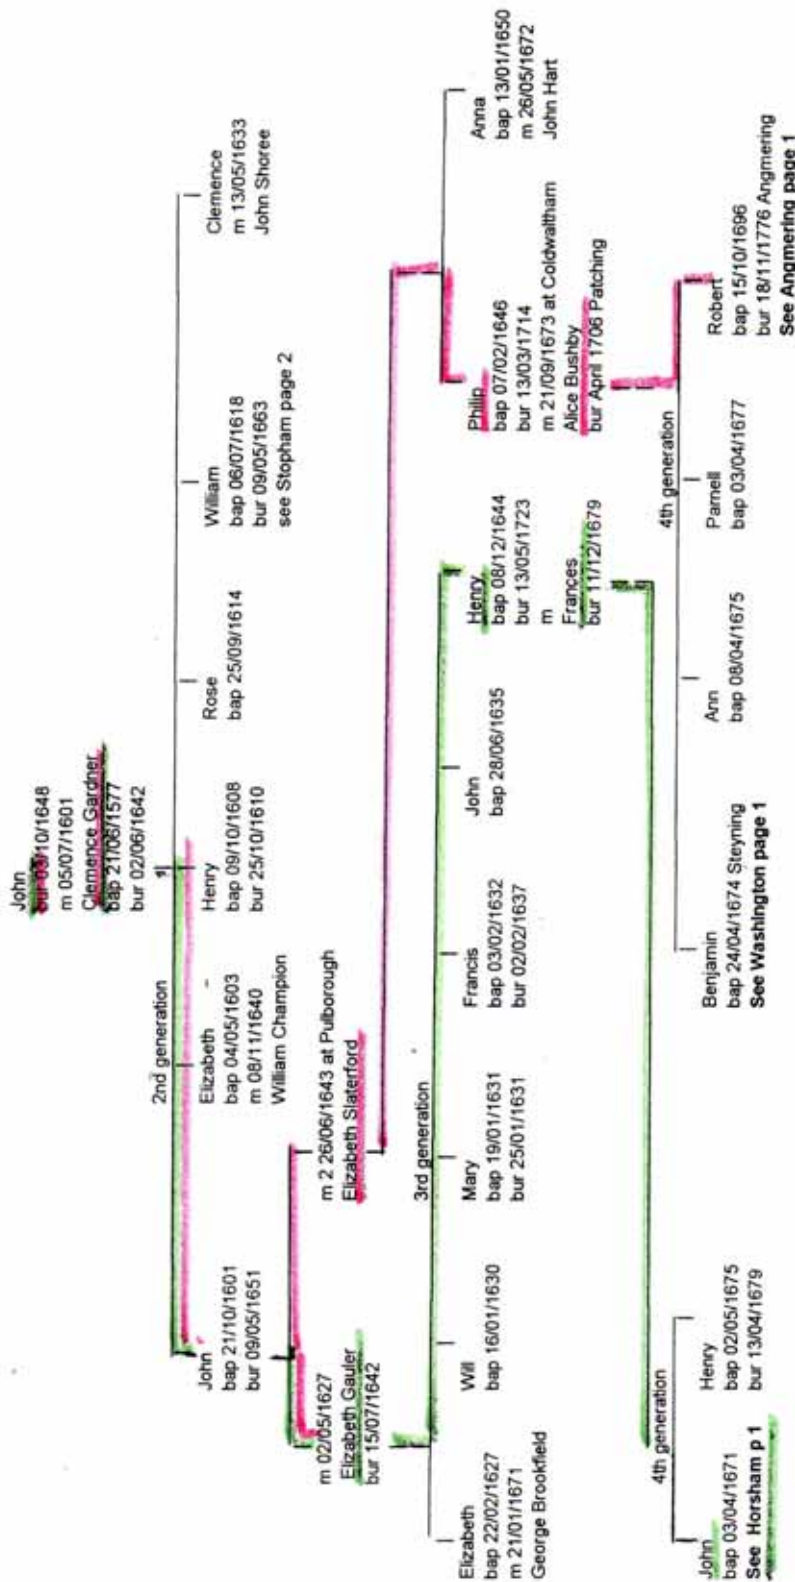 John
bur 03/10/1648
m 05/07/1601
Clemence Gardner
bap 21/06/1577
bur 02/06/1642
2nd generation
John
bap 21/10/1601
bur 09/05/1651
Elizabeth
bap 04/05/1603
m 08/11/1640
William Champion
Henry
bap 09/10/1608
bur 25/10/1610
Rose
bap 25/09/1614
William
bap 06/07/1618
bur 09/05/1663
see Stopham page 2
Clemence
m 13/05/1633
John Shoree
m 02/05/1627
Elizabeth Gauler
bur 15/07/1642
m 2 26/06/1643 at Pulborough
Elizabeth Slaterford
3rd generation
Elizabeth
bap 22/02/1627
m 21/01/1671
George Brookfield
Will
bap 16/01/1630
Mary
bap 19/01/1631
bur 25/01/1631
Francis
bap 03/02/1632
bur 02/02/1637
John
bap 28/06/1635
Henry
bap 08/12/1644
bur 13/05/1723
m
Frances
bur 11/12/1679
Philip
bap 07/02/1646
bur 13/03/1714
m 21/09/1673 at Coldwaltham
Alice Bushby
bur April 1706 Patching
Anna
bap 13/01/1650
m 26/05/1672
John Hart
4th generation
John
bap 03/04/1671
See Horsham p 1
Henry
bap 02/05/1675
bur 13/04/1679
4th generation
Benjamin
bap 24/04/1674 Steyning
See Washington page 1
Ann
bap 08/04/1675
Parnell
bap 03/04/1677
Robert
bap 15/10/1696
bur 18/11/1776 Angmering
See Angmering page 1